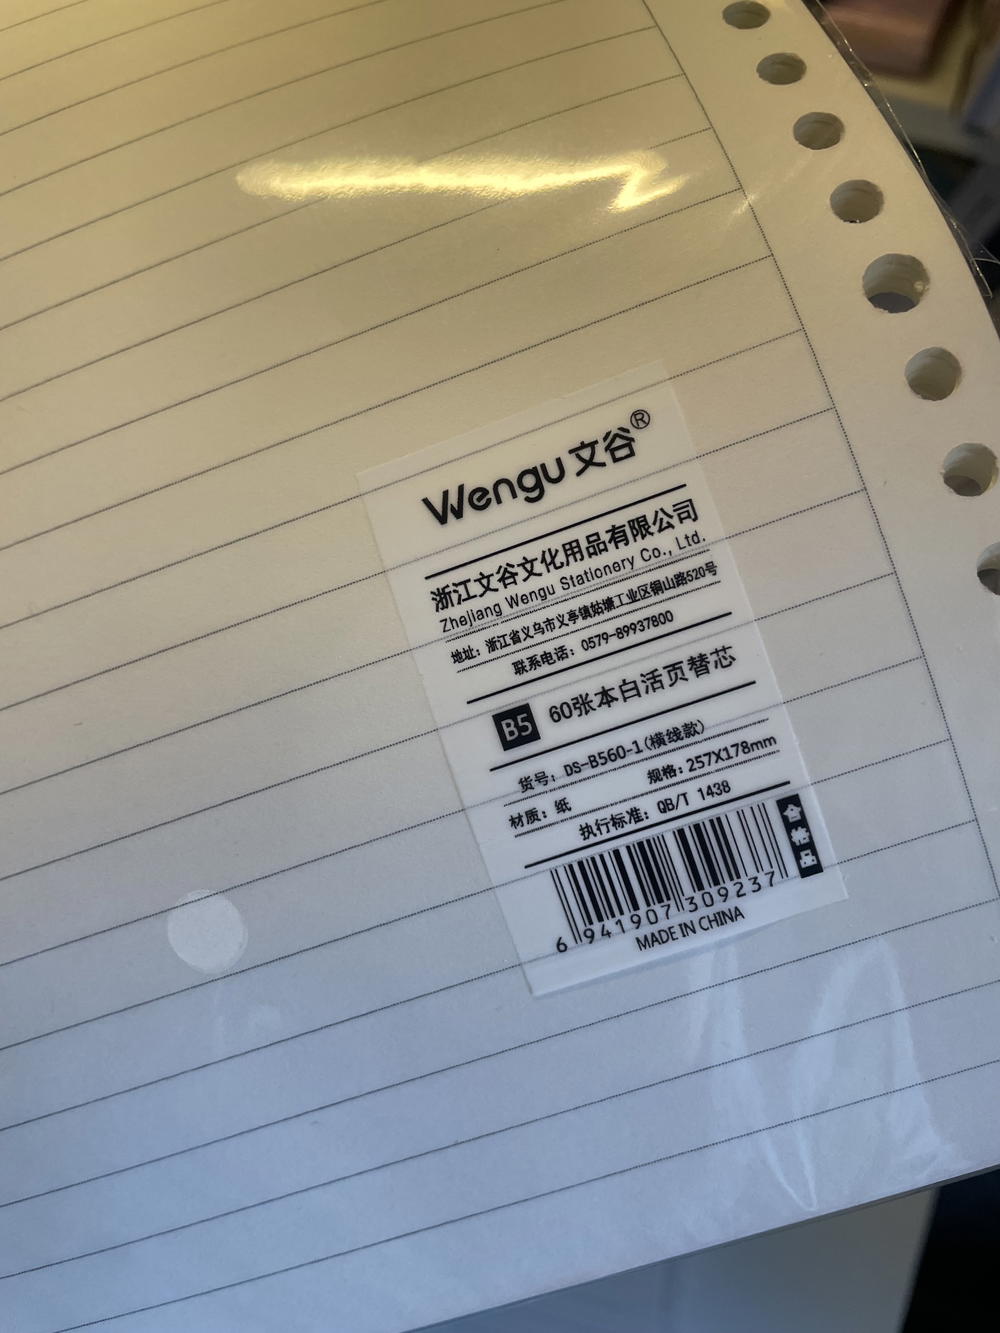 Wengu 文谷®
浙江文谷文化用品有限公司
Zhejiang Wengu Stationery Co., Ltd.
地址：浙江省义乌市义亭镇姑塘工业区铜山路520号
联系电话：0579-89937800
B5 60张本白活页替芯
货号：DS-B560-1(横线款)
材质：纸 规格：257X178mm
执行标准：QB/T 1438
合格品
6 941907 309237
MADE IN CHINA